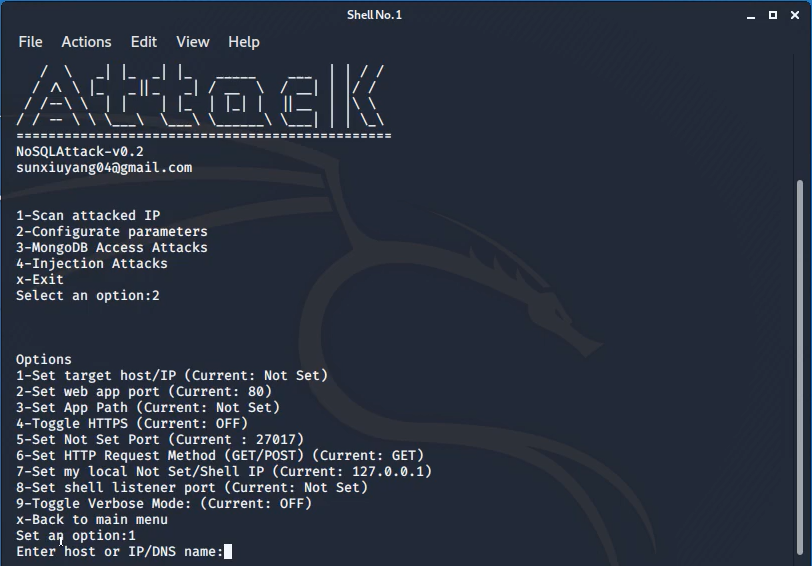 Shell No. 1
File Actions Edit View Help
Attack
================================================
NoSQLAttack-v0.2
sunxiuyang04@gmail.com
1-Scan attacked IP
2-Configurate parameters
3-MongoDB Access Attacks
4-Injection Attacks
x-Exit
Select an option:2
Options
1-Set target host/IP (Current: Not Set)
2-Set web app port (Current: 80)
3-Set App Path (Current: Not Set)
4-Toggle HTTPS (Current: OFF)
5-Set Not Set Port (Current : 27017)
6-Set HTTP Request Method (GET/POST) (Current: GET)
7-Set my local Not Set/Shell IP (Current: 127.0.0.1)
8-Set shell listener port (Current: Not Set)
9-Toggle Verbose Mode: (Current: OFF)
x-Back to main menu
Set an option:1
Enter host or IP/DNS name: